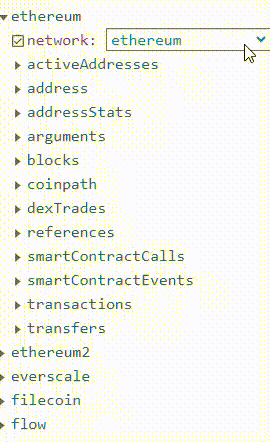 ethereum
network: ethereum
activeAddresses
address
addressStats
arguments
blocks
coinpath
dexTrades
references
smartContractCalls
smartContractEvents
transactions
transfers
ethereum2
everscale
filecoin
flow